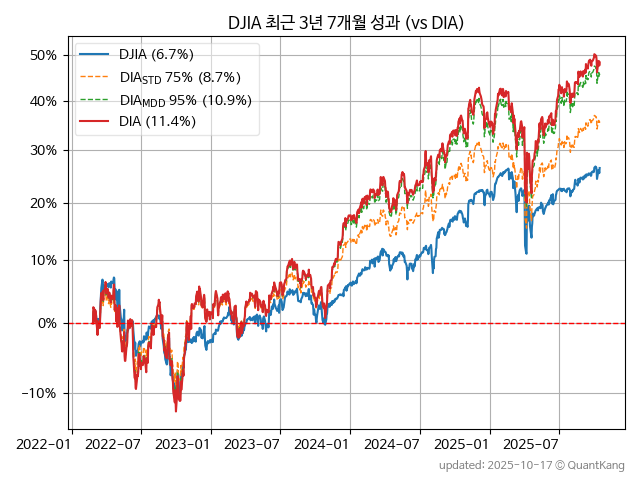 DJIA 최근 3년 7개월 성과 (vs DIA)
DJIA (6.7%)
DIA_STD 75% (8.7%)
DIA_MDD 95% (10.9%)
DIA (11.4%)
50%
40%
30%
20%
10%
0%
−10%
2022−01 2022−07 2023−01 2023−07 2024−01 2024−07 2025−01 2025−07
updated: 2025-10-17 © QuantKang